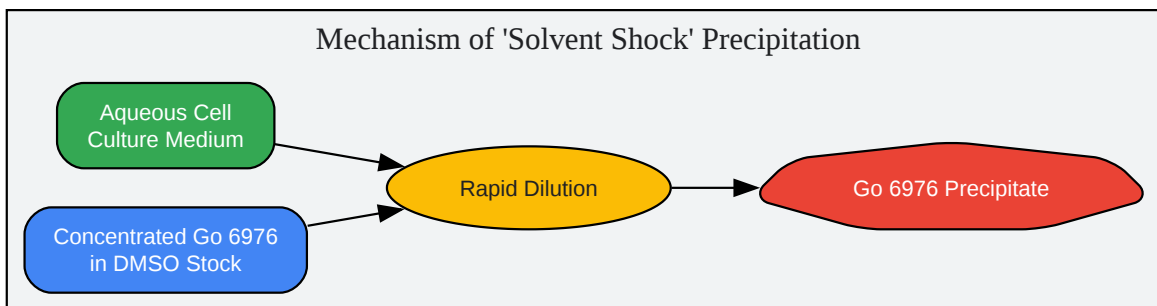 Mechanism of 'Solvent Shock' Precipitation
Aqueous Cell
Culture Medium
Rapid Dilution
Go 6976 Precipitate
Concentrated Go 6976
in DMSO Stock